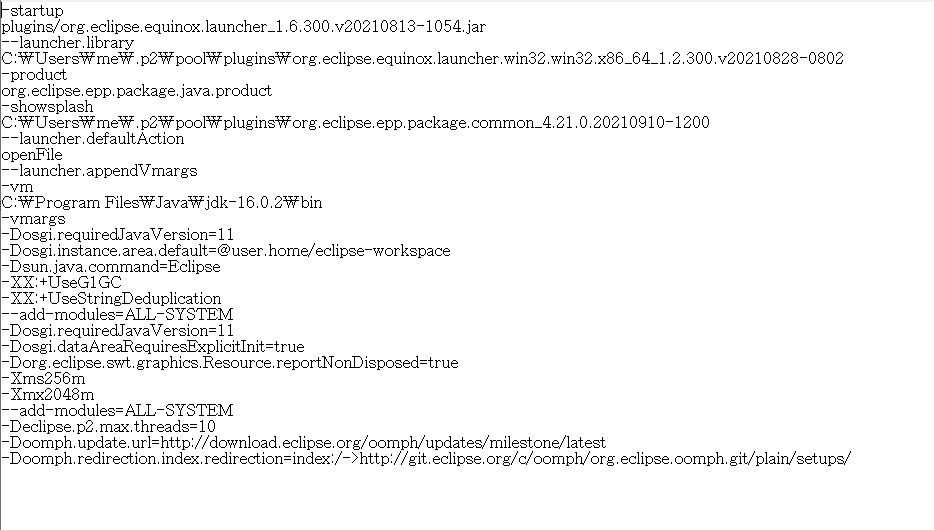 -startup
plugins/org.eclipse.equinox.launcher_1.6.300.v20210813-1054.jar
--launcher.library
C:₩Users₩me₩.p2₩pool₩plugins₩org.eclipse.equinox.launcher.win32.win32.x86_64_1.2.300.v20210828-0802
-product
org.eclipse.epp.package.java.product
-showsplash
C:₩Users₩me₩.p2₩pool₩plugins₩org.eclipse.epp.package.common_4.21.0.20210910-1200
--launcher.defaultAction
openFile
--launcher.appendVmargs
-vm
C:₩Program Files₩Java₩jdk-16.0.2₩bin
-vmargs
-Dosgi.requiredJavaVersion=11
-Dosgi.instance.area.default=@user.home/eclipse-workspace
-Dsun.java.command=Eclipse
-XX:+UseG1GC
-XX:+UseStringDeduplication
--add-modules=ALL-SYSTEM
-Dosgi.requiredJavaVersion=11
-Dosgi.dataAreaRequiresExplicitInit=true
-Dorg.eclipse.swt.graphics.Resource.reportNonDisposed=true
-Xms256m
-Xmx2048m
--add-modules=ALL-SYSTEM
-Declipse.p2.max.threads=10
-Doomph.update.url=http://download.eclipse.org/oomph/updates/milestone/latest
-Doomph.redirection.index.redirection=index:/->http://git.eclipse.org/c/oomph/org.eclipse.oomph.git/plain/setups/